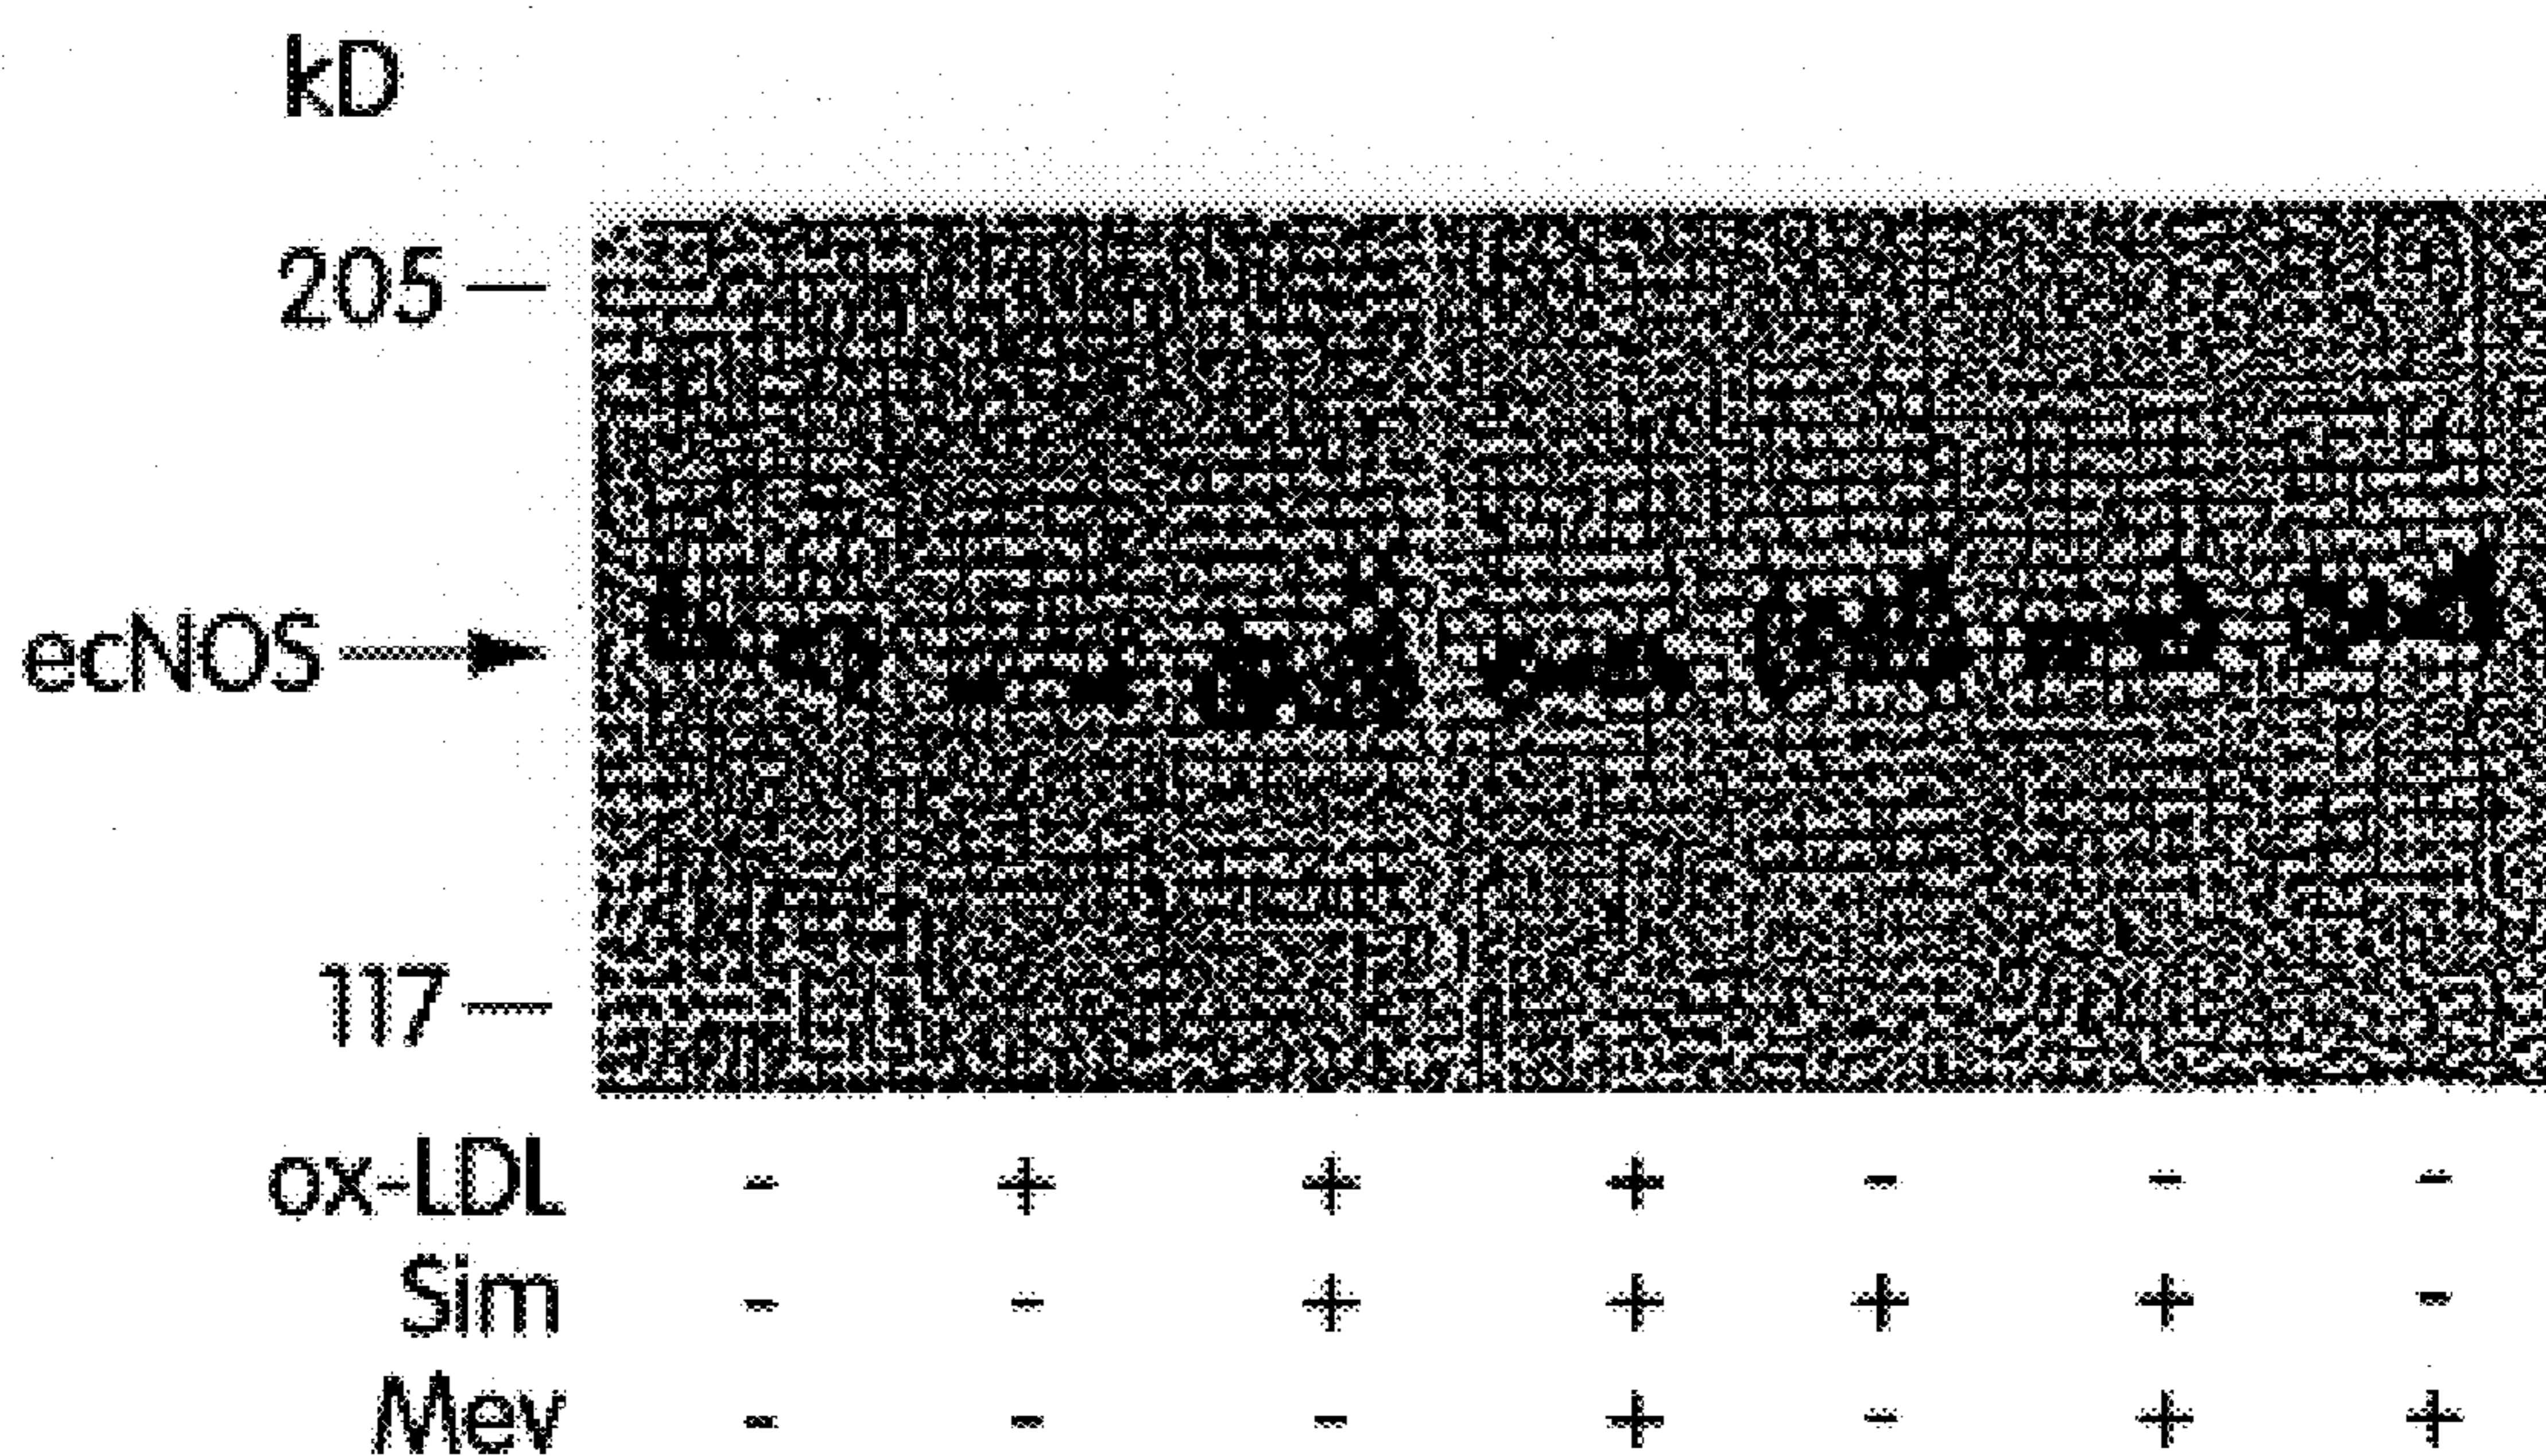 kD
205 —
ecNOS →
117 —
ox-LDL - + + + - - -
Sim - - + + + + -
Mev - - - + - + +